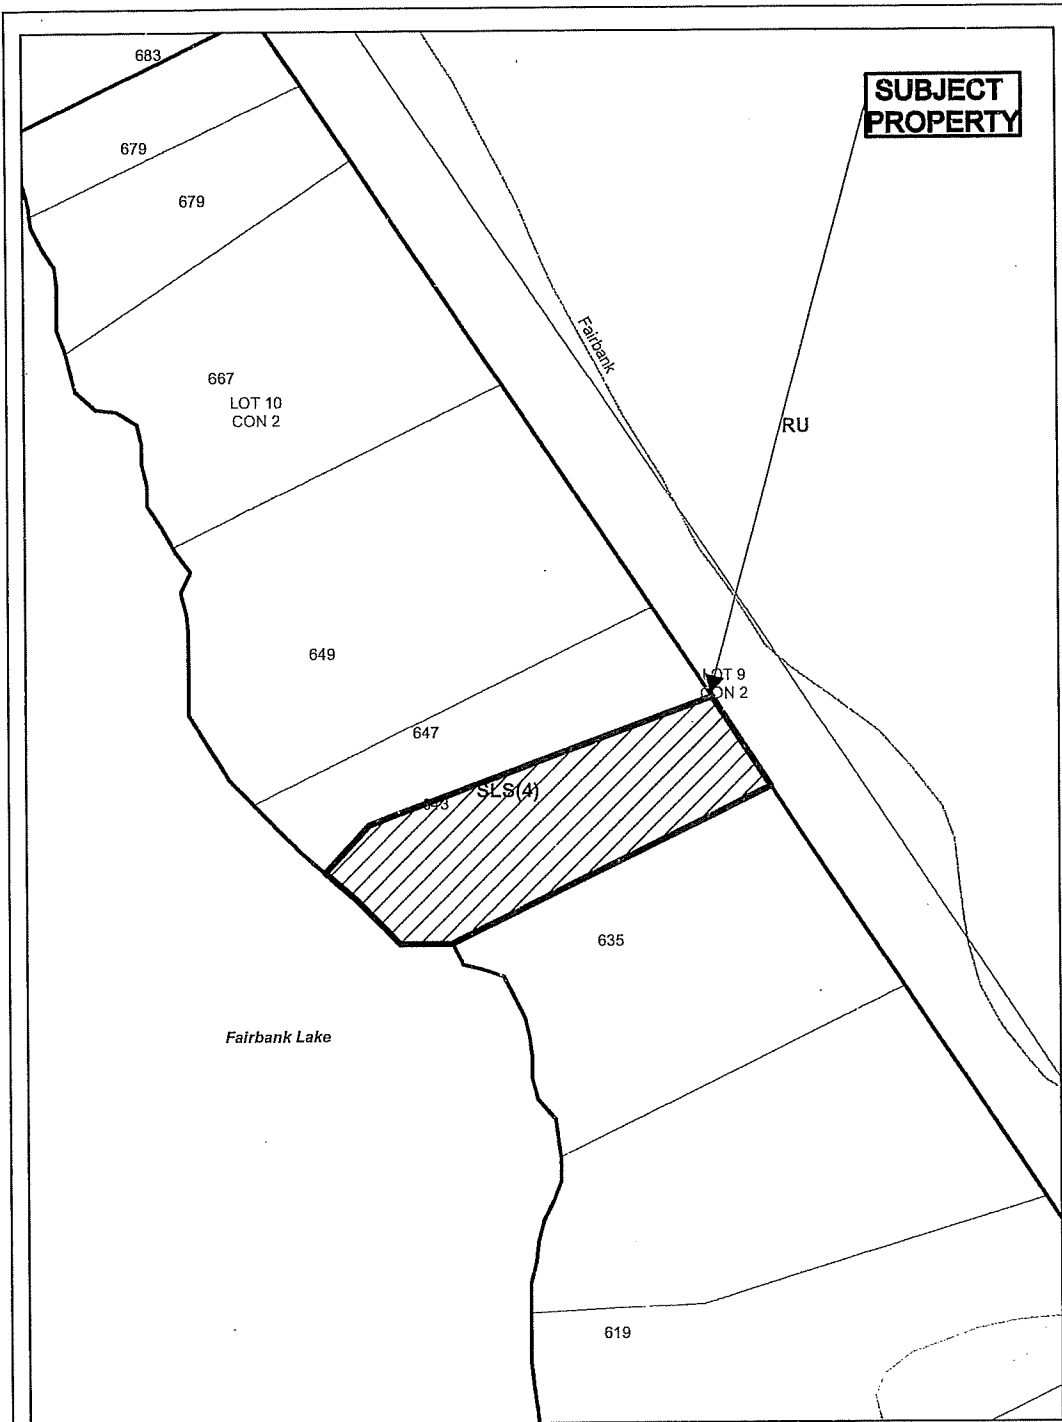 683
SUBJECT
PROPERTY
679
679
Fairbank
667
LOT 10
CON 2
RU
649
LOT 9
CON 2
647
SLS(4)
643
635
Fairbank Lake
619